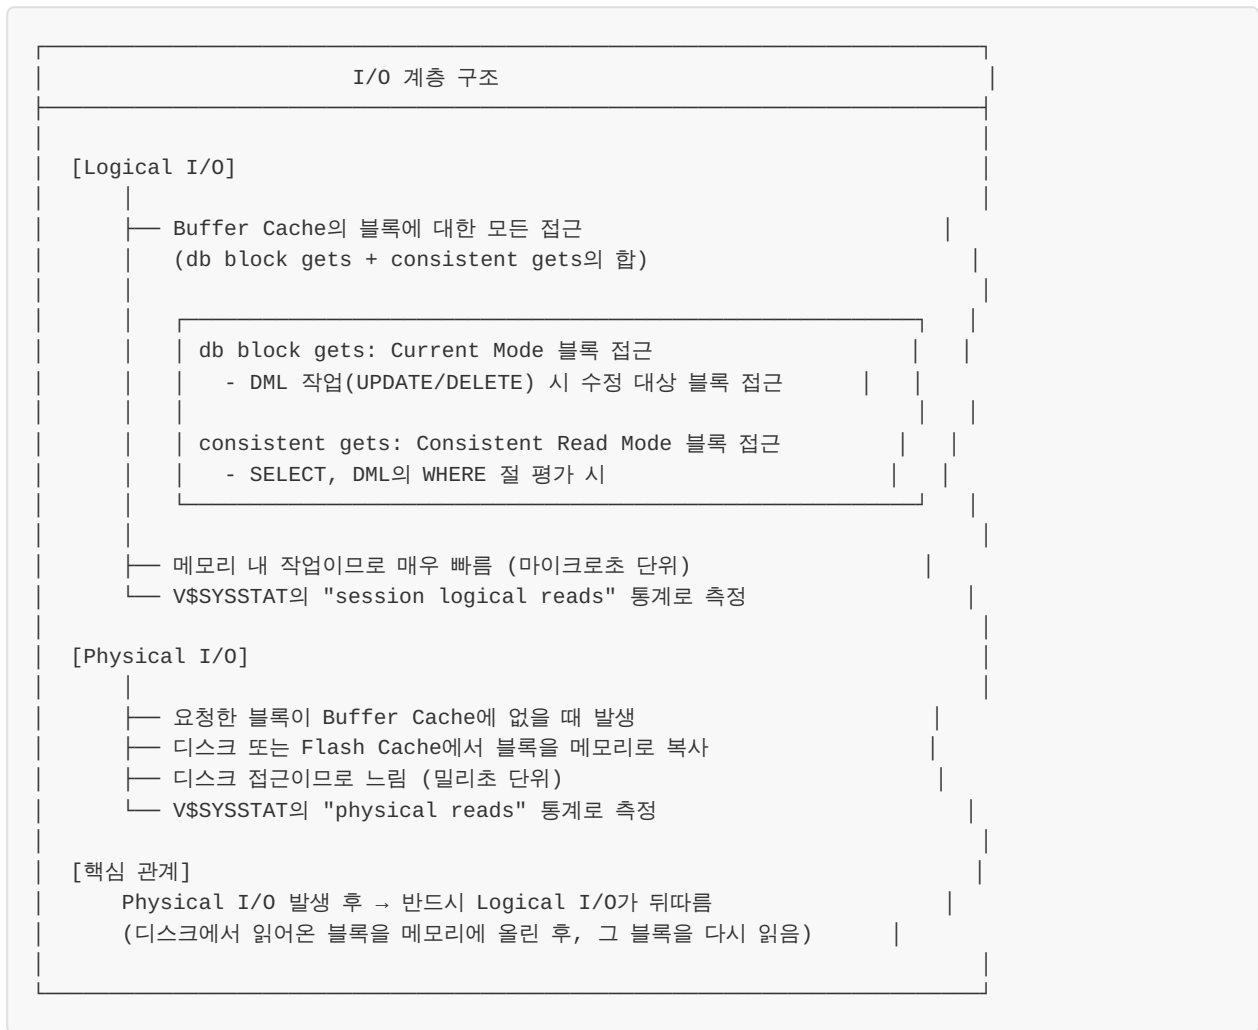 I/O 계층 구조
[Logical I/O]
├── Buffer Cache의 블록에 대한 모든 접근
│   (db block gets + consistent gets의 합)
│ db block gets: Current Mode 블록 접근
│   - DML 작업(UPDATE/DELETE) 시 수정 대상 블록 접근
│ consistent gets: Consistent Read Mode 블록 접근
│   - SELECT, DML의 WHERE 절 평가 시
├── 메모리 내 작업이므로 매우 빠름 (마이크로초 단위)
└── V$SYSSTAT의 "session logical reads" 통계로 측정
[Physical I/O]
├── 요청한 블록이 Buffer Cache에 없을 때 발생
├── 디스크 또는 Flash Cache에서 블록을 메모리로 복사
├── 디스크 접근이므로 느림 (밀리초 단위)
└── V$SYSSTAT의 "physical reads" 통계로 측정
[핵심 관계]
Physical I/O 발생 후 → 반드시 Logical I/O가 뒤따름
(디스크에서 읽어온 블록을 메모리에 올린 후, 그 블록을 다시 읽음)